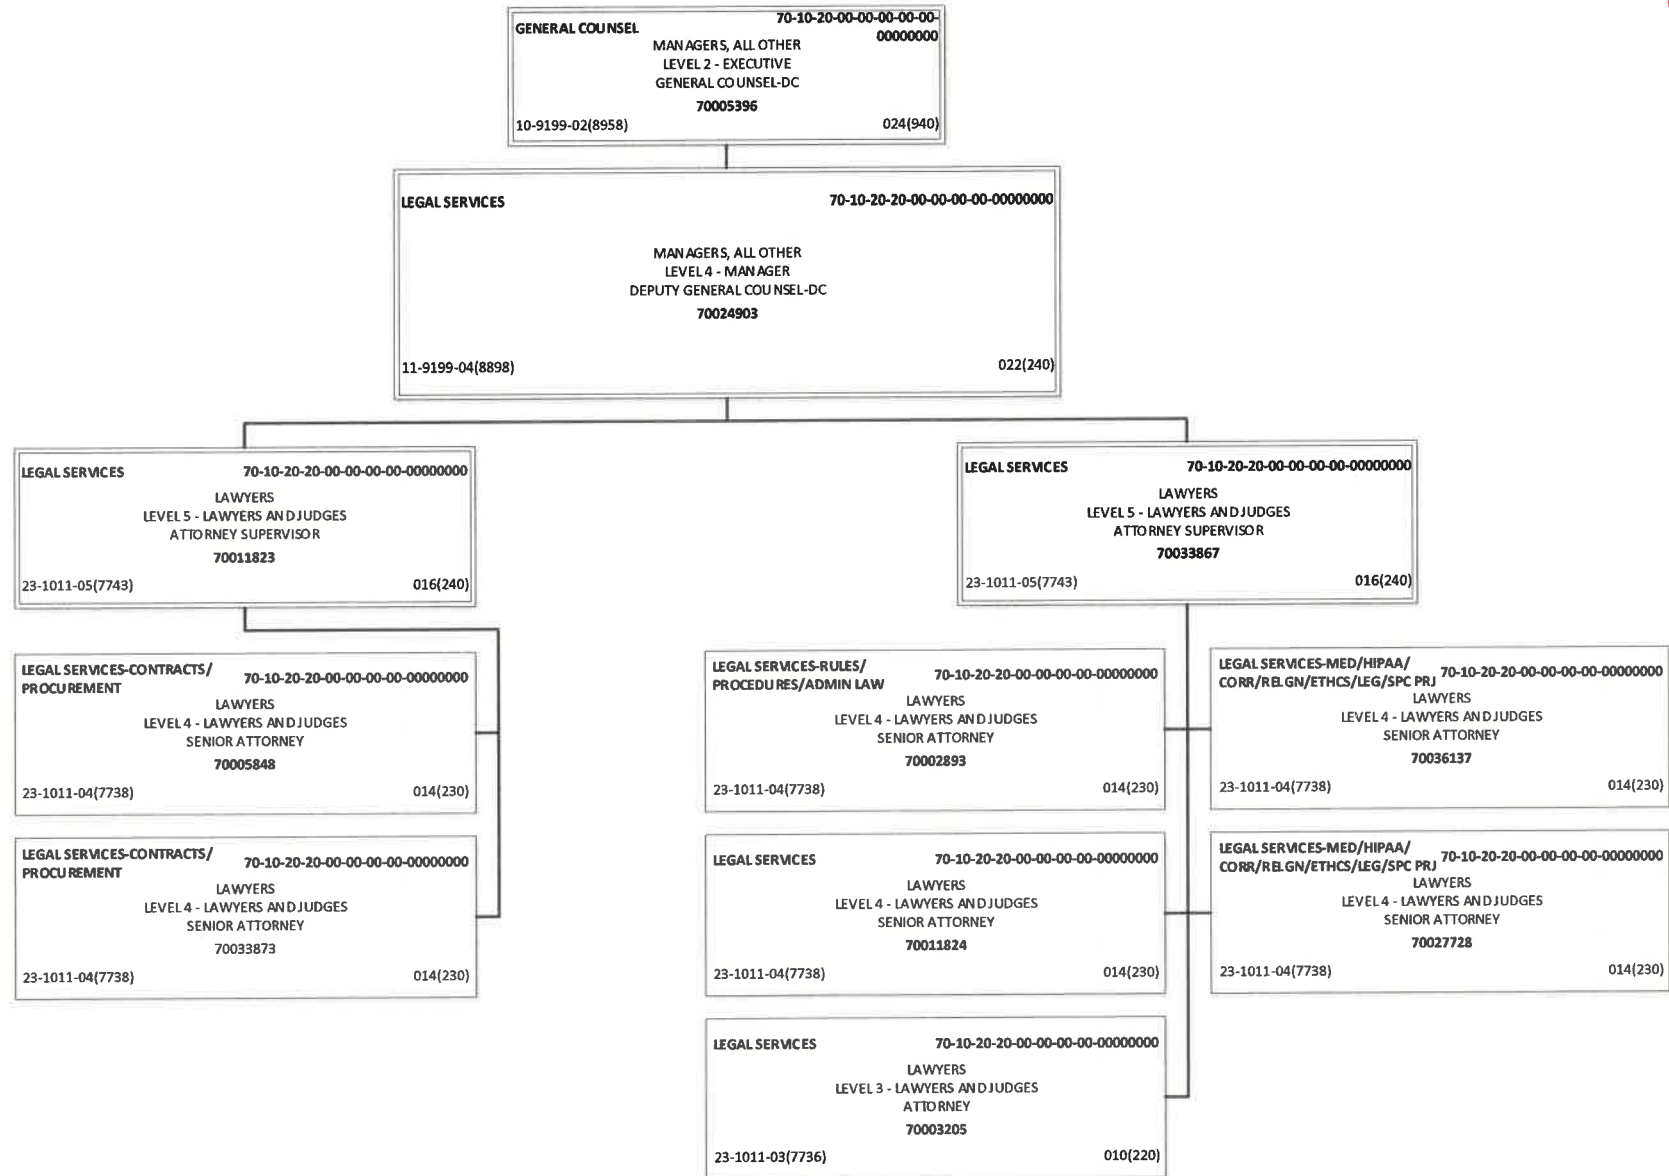 GENERAL COUNSEL
70-10-20-00-00-00-00-00-
00000000
MANAGERS, ALL OTHER
LEVEL 2 - EXECUTIVE
GENERAL COUNSEL-DC
70005396
10-9199-02(8958)
024(940)
LEGAL SERVICES
70-10-20-20-00-00-00-00-00000000
MANAGERS, ALL OTHER
LEVEL 4 - MANAGER
DEPUTY GENERAL COUNSEL-DC
70024903
11-9199-04(8898)
022(240)
LEGAL SERVICES
70-10-20-20-00-00-00-00-00000000
LAWYERS
LEVEL 5 - LAWYERS AND JUDGES
ATTORNEY SUPERVISOR
70011823
23-1011-05(7743)
016(240)
LEGAL SERVICES
70-10-20-20-00-00-00-00-00000000
LAWYERS
LEVEL 5 - LAWYERS AND JUDGES
ATTORNEY SUPERVISOR
70033867
23-1011-05(7743)
016(240)
LEGAL SERVICES-CONTRACTS/
PROCUREMENT
70-10-20-20-00-00-00-00-00000000
LAWYERS
LEVEL 4 - LAWYERS AND JUDGES
SENIOR ATTORNEY
70005848
23-1011-04(7738)
014(230)
LEGAL SERVICES-RULES/
PROCEDURES/ADMIN LAW
70-10-20-20-00-00-00-00-00000000
LAWYERS
LEVEL 4 - LAWYERS AND JUDGES
SENIOR ATTORNEY
70002893
23-1011-04(7738)
014(230)
LEGAL SERVICES-MED/HIPAA/
CORR/RELGN/ETHCS/LEG/SPC PRJ
70-10-20-20-00-00-00-00-00000000
LAWYERS
LEVEL 4 - LAWYERS AND JUDGES
SENIOR ATTORNEY
70036137
23-1011-04(7738)
014(230)
LEGAL SERVICES-CONTRACTS/
PROCUREMENT
70-10-20-20-00-00-00-00-00000000
LAWYERS
LEVEL 4 - LAWYERS AND JUDGES
SENIOR ATTORNEY
70033873
23-1011-04(7738)
014(230)
LEGAL SERVICES
70-10-20-20-00-00-00-00-00000000
LAWYERS
LEVEL 4 - LAWYERS AND JUDGES
SENIOR ATTORNEY
70011824
23-1011-04(7738)
014(230)
LEGAL SERVICES-MED/HIPAA/
CORR/RELGN/ETHCS/LEG/SPC PRJ
70-10-20-20-00-00-00-00-00000000
LAWYERS
LEVEL 4 - LAWYERS AND JUDGES
SENIOR ATTORNEY
70027728
23-1011-04(7738)
014(230)
LEGAL SERVICES
70-10-20-20-00-00-00-00-00000000
LAWYERS
LEVEL 3 - LAWYERS AND JUDGES
ATTORNEY
70003205
23-1011-03(7736)
010(220)